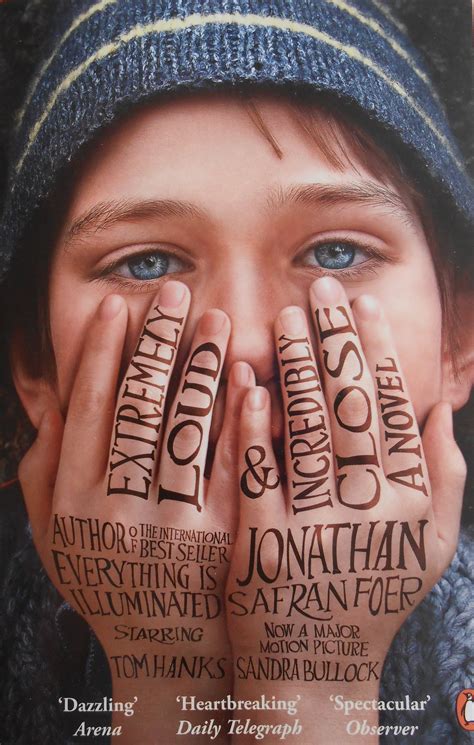 EXTREMELY
LOUD
&
INCREDIBLY
CLOSE
A NOVEL
AUTHOR OF THE INTERNATIONAL
BEST SELLER
EVERYTHING IS
ILLUMINATED
JONATHAN
SAFRAN FOER
STARRING
TOM HANKS
NOW A MAJOR
MOTION PICTURE
SANDRA BULLOCK
‘Dazzling’
Arena
‘Heartbreaking’
Daily Telegraph
‘Spectacular’
Observer